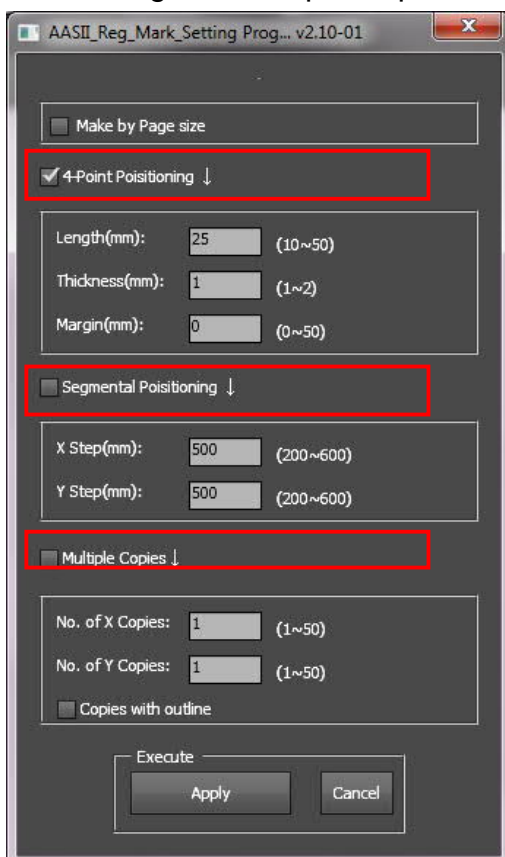 AASII_Reg_Mark_Setting Prog... v2.10-01
Make by Page size
4-Point Poisitioning ↓
Length(mm): 25 (10~50)
Thickness(mm): 1 (1~2)
Margin(mm): 0 (0~50)
Segmental Poisitioning ↓
X Step(mm): 500 (200~600)
Y Step(mm): 500 (200~600)
Multiple Copies ↓
No. of X Copies: 1 (1~50)
No. of Y Copies: 1 (1~50)
Copies with outline
Execute
Apply Cancel